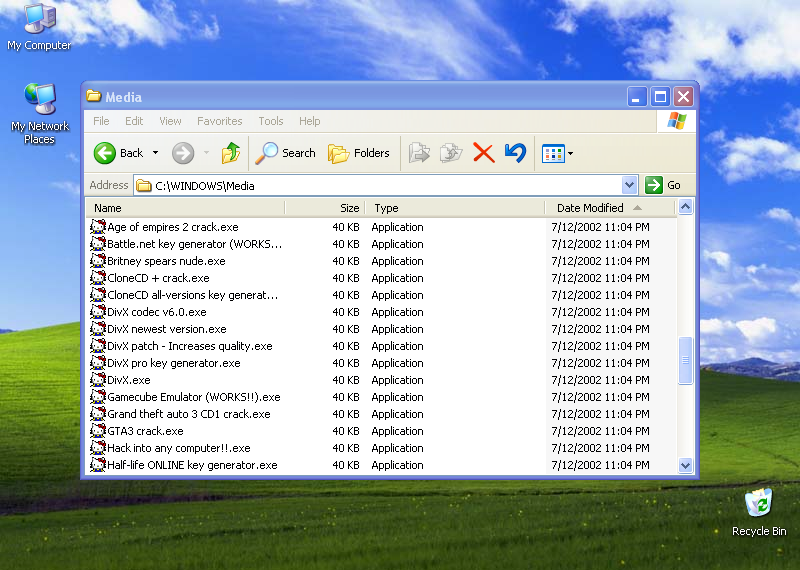 My Computer
My Network
Places
Media
File Edit View Favorites Tools Help
Back Search Folders
Address C:\WINDOWS\Media Go
Name Size Type Date Modified
Age of empires 2 crack.exe 40 KB Application 7/12/2002 11:04 PM
Battle.net key generator (WORKS... 40 KB Application 7/12/2002 11:04 PM
Britney spears nude.exe 40 KB Application 7/12/2002 11:04 PM
CloneCD + crack.exe 40 KB Application 7/12/2002 11:04 PM
CloneCD all-versions key generat... 40 KB Application 7/12/2002 11:04 PM
DivX codec v6.0.exe 40 KB Application 7/12/2002 11:04 PM
DivX newest version.exe 40 KB Application 7/12/2002 11:04 PM
DivX patch - Increases quality.exe 40 KB Application 7/12/2002 11:04 PM
DivX pro key generator.exe 40 KB Application 7/12/2002 11:04 PM
DivX.exe 40 KB Application 7/12/2002 11:04 PM
Gamecube Emulator (WORKS!!).exe 40 KB Application 7/12/2002 11:04 PM
Grand theft auto 3 CD1 crack.exe 40 KB Application 7/12/2002 11:04 PM
GTA3 crack.exe 40 KB Application 7/12/2002 11:04 PM
Hack into any computer!!.exe 40 KB Application 7/12/2002 11:04 PM
Half-life ONLINE key generator.exe 40 KB Application 7/12/2002 11:04 PM
Recycle Bin